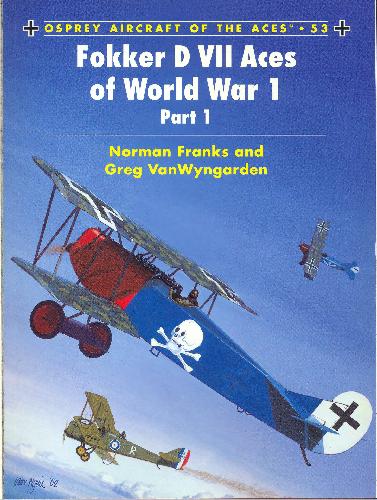 OSPREY AIRCRAFT OF THE ACES™ • 53
Fokker D VII Aces
of World War 1
Part 1
Norman Franks and
Greg VanWyngarden
R